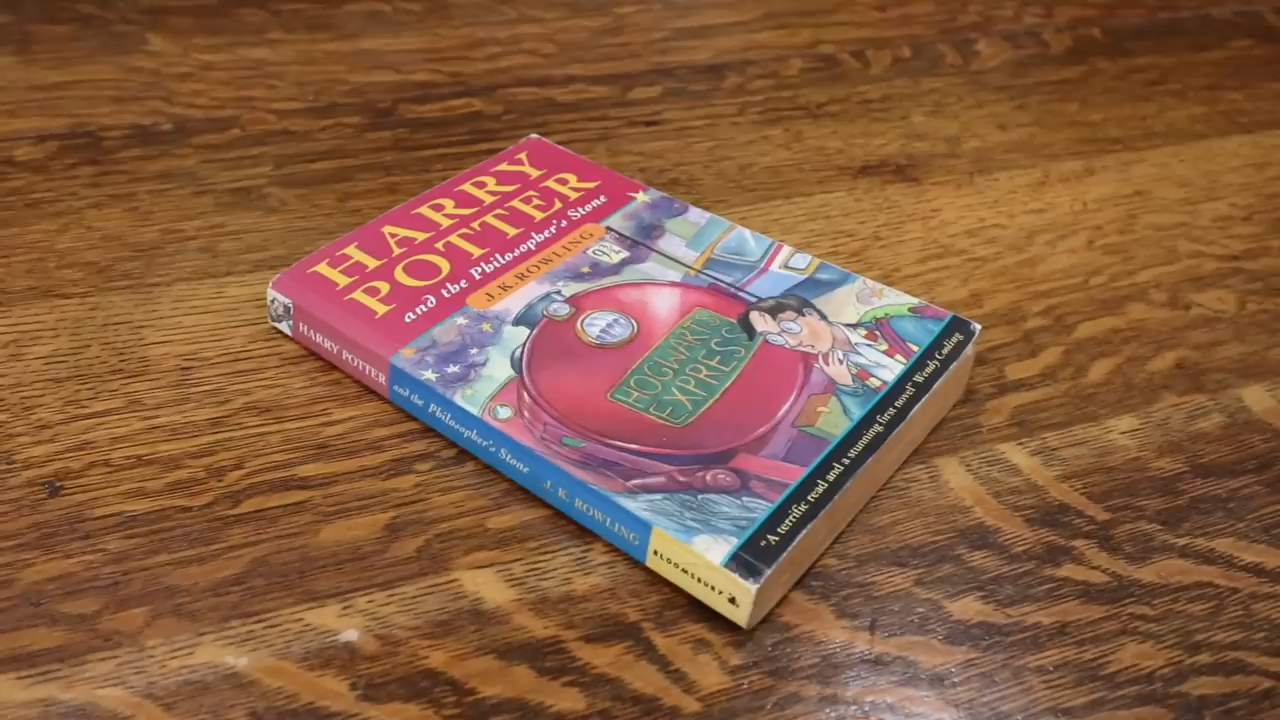 HARRY
POTTER
and the Philosopher's Stone
J.K.ROWLING
9¾
HOGWARTS
EXPRESS
"A terrific read and a stunning first novel" Wendy Cooling
HARRY POTTER and the Philosopher's Stone J. K. ROWLING BLOOMSBURY